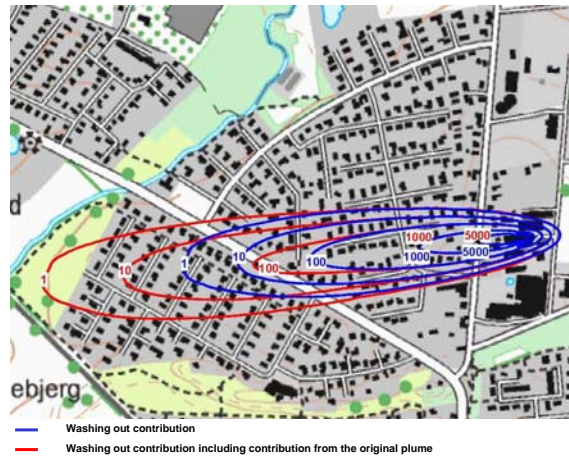 d
1000
5000
1
10
1
10
100
100
1000
5000
ebjerg
Washing out contribution
Washing out contribution including contribution from the original plume